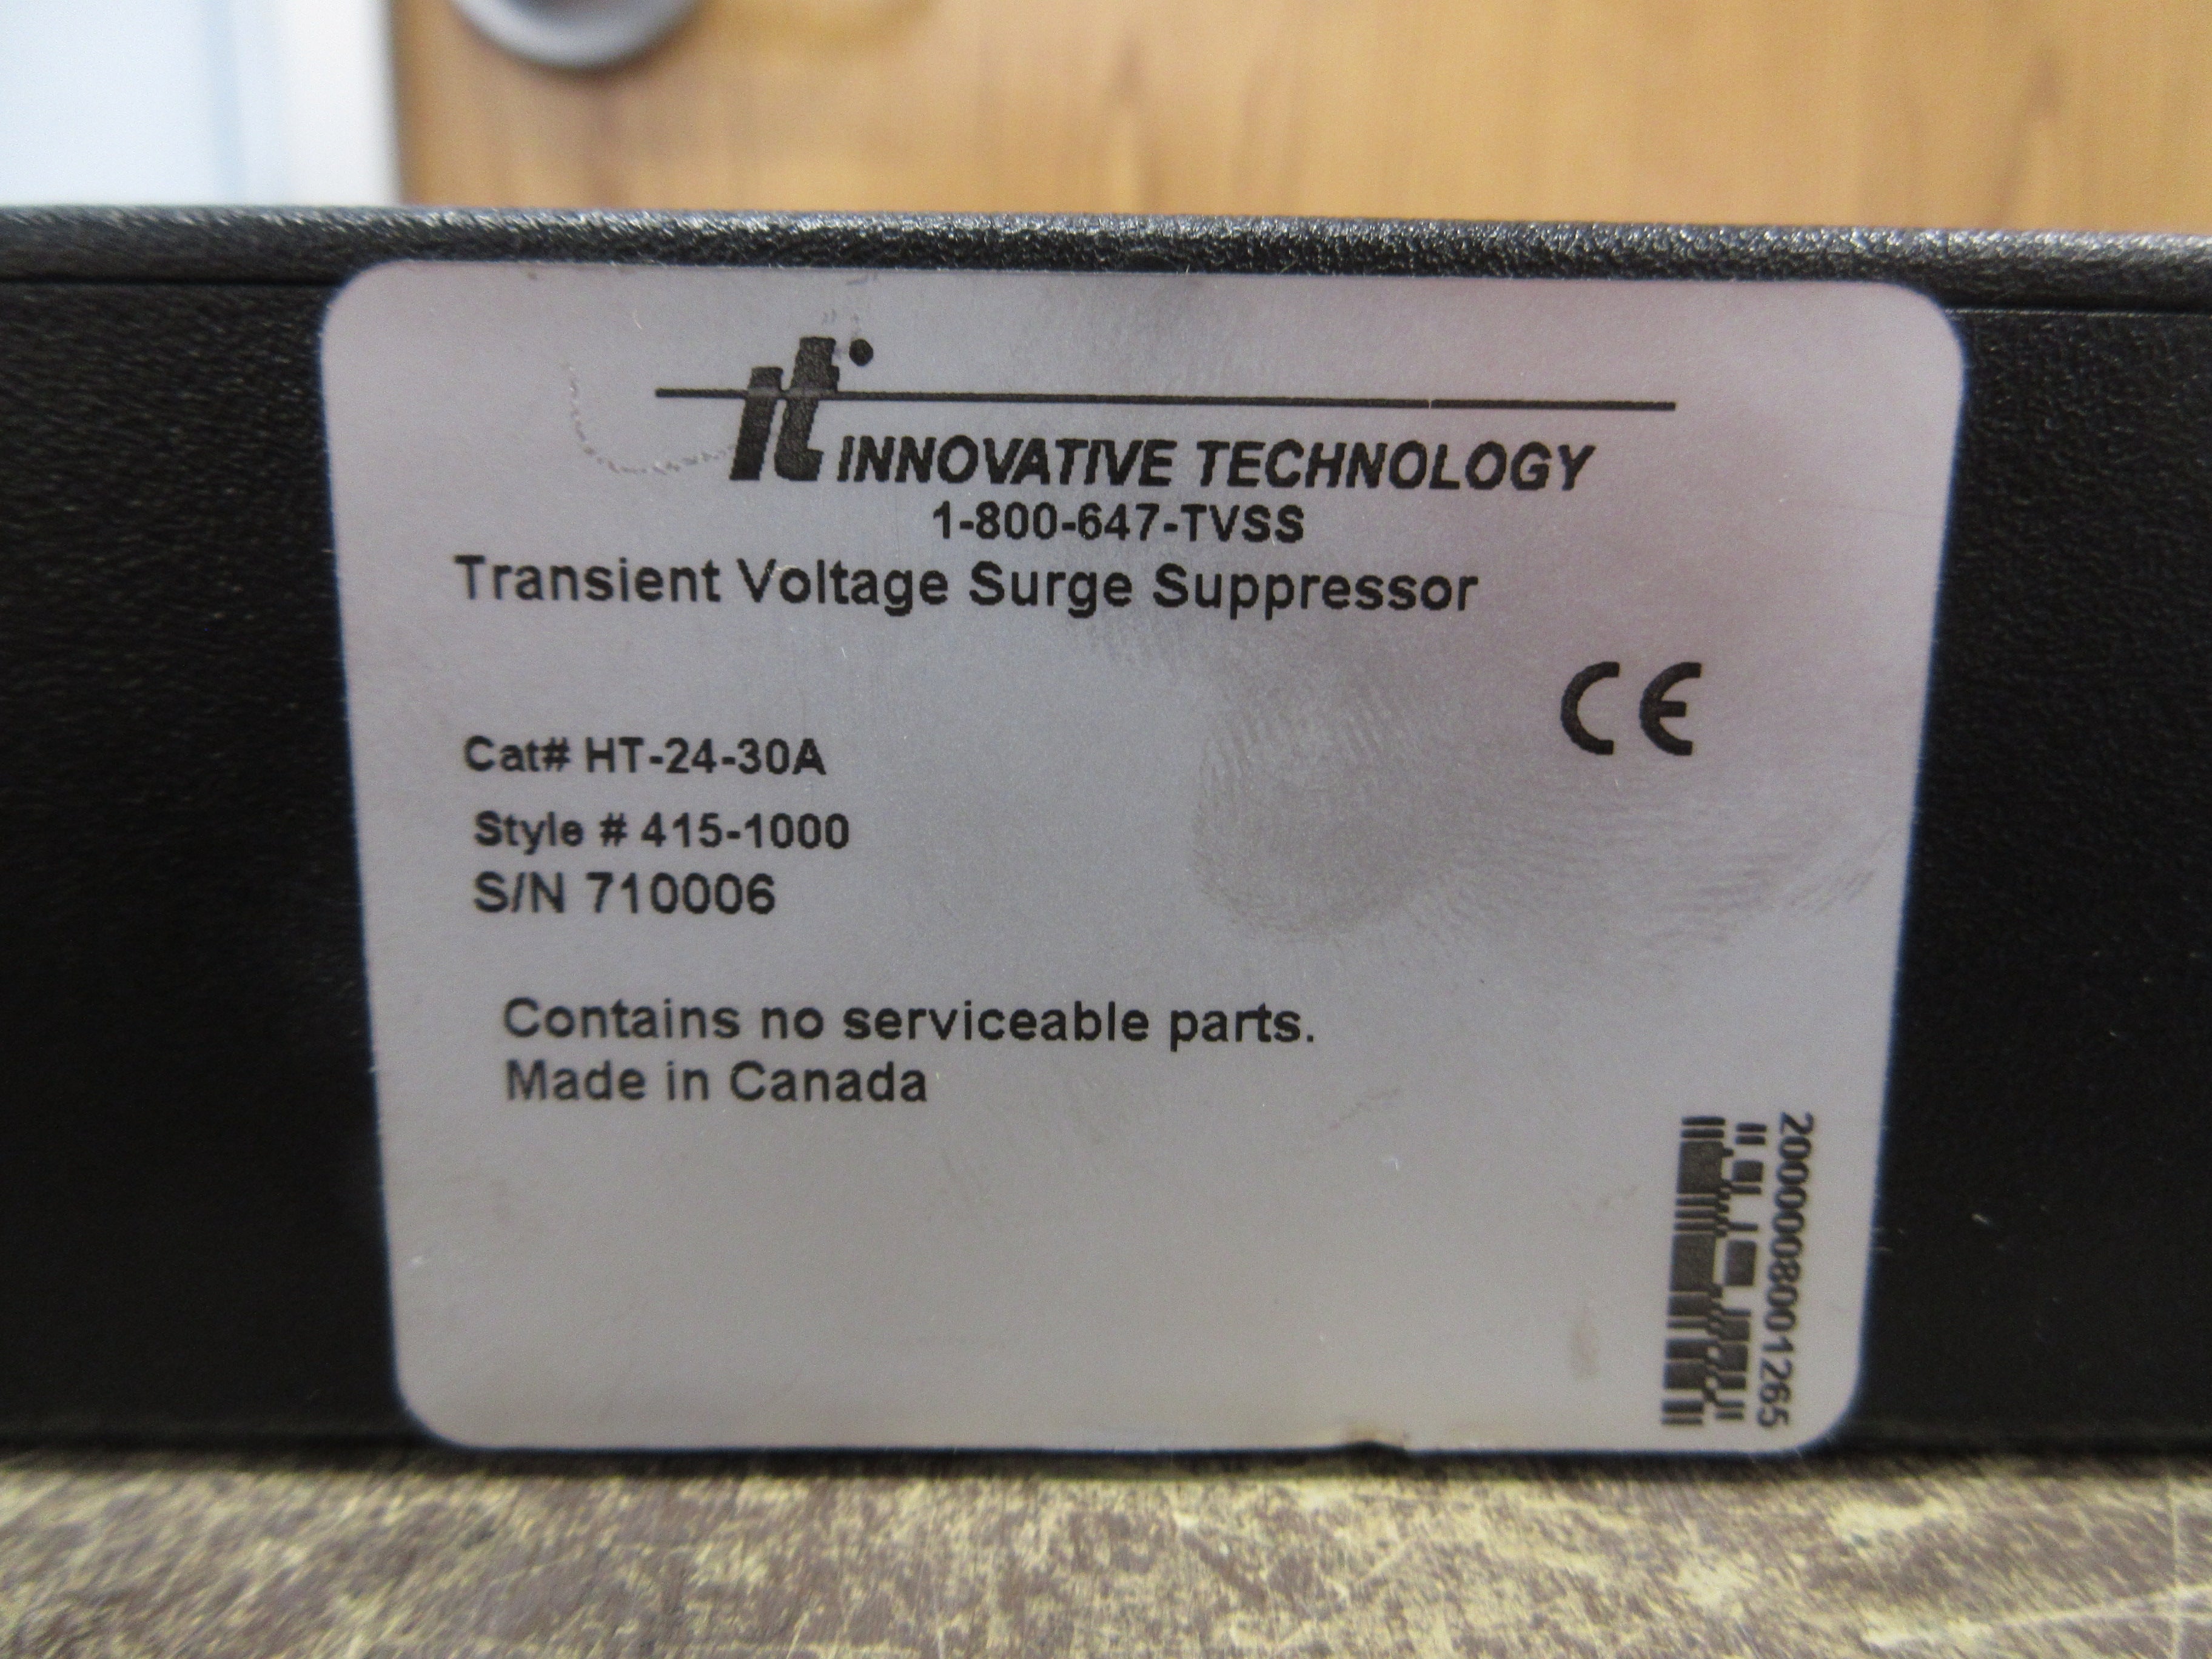 it
INNOVATIVE TECHNOLOGY
1-800-647-TVSS
Transient Voltage Surge Suppressor
CE
Cat# HT-24-30A
Style # 415-1000
S/N 710006
Contains no serviceable parts.
Made in Canada
2000008001265